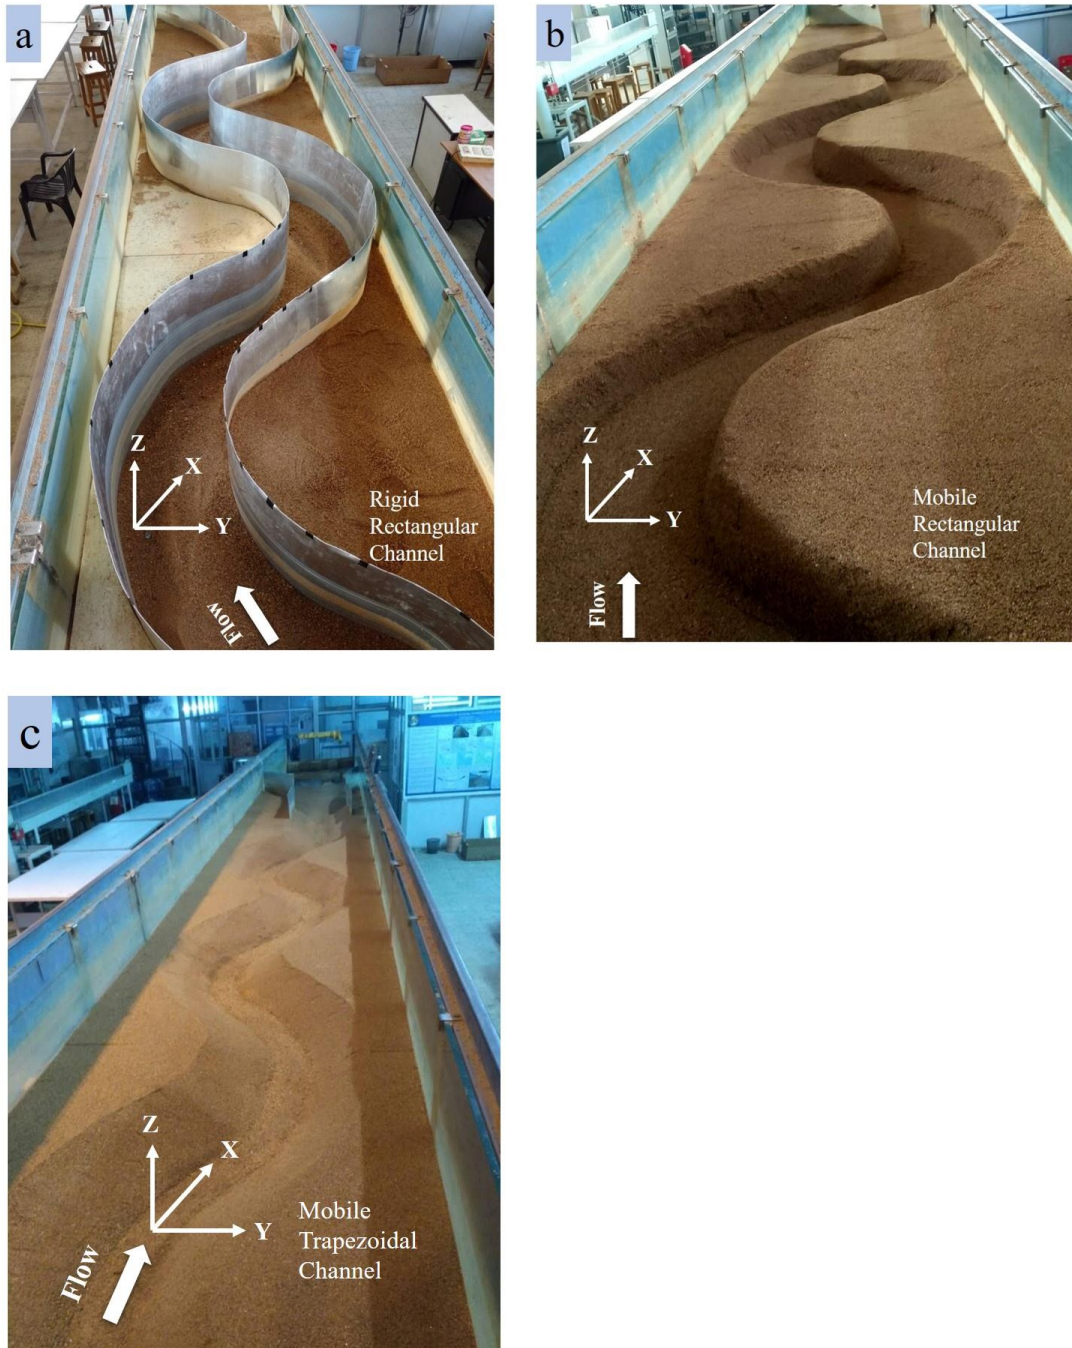 a
Z
X
Y
Rigid
Rectangular
Channel
Flow
b
Z
X
Y
Mobile
Rectangular
Channel
Flow
c
Z
X
Y
Mobile
Trapezoidal
Channel
Flow